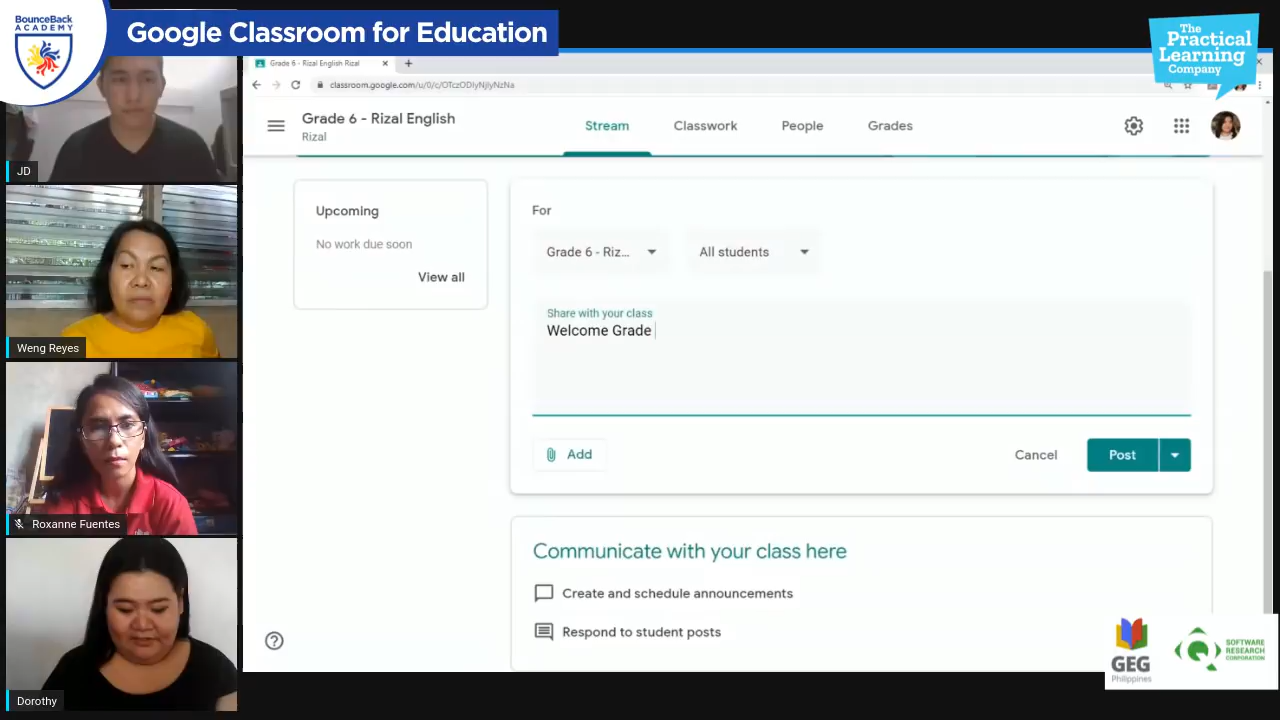 BounceBack
ACADEMY
Google Classroom for Education
The
Practical
Learning
Company
Grade 6 - Rizal English Rizal
classroom.google.com/u/0/c/OTczODIyNjIyNzNa
Grade 6 - Rizal English
Rizal
Stream
Classwork
People
Grades
JD
Weng Reyes
Roxanne Fuentes
Dorothy
Upcoming
No work due soon
View all
For
Grade 6 - Riz...
All students
Share with your class
Welcome Grade
Add
Cancel
Post
Communicate with your class here
Create and schedule announcements
Respond to student posts
GEG
Philippines
SOFTWARE
RESEARCH
CORPORATION